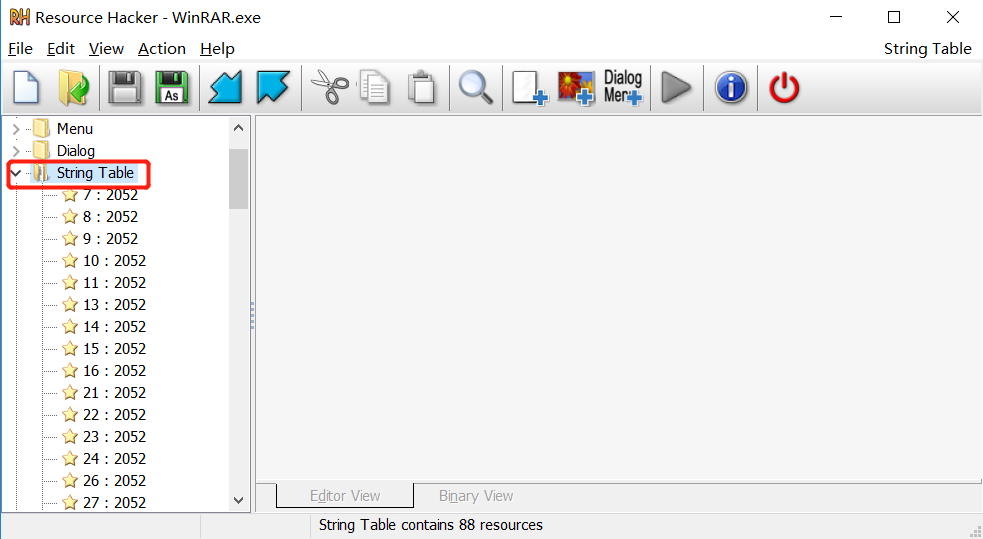 RH Resource Hacker - WinRAR.exe
File Edit View Action Help String Table
As Dialog
Menu
Menu
Dialog
String Table
7 : 2052
8 : 2052
9 : 2052
10 : 2052
11 : 2052
13 : 2052
14 : 2052
15 : 2052
16 : 2052
21 : 2052
22 : 2052
23 : 2052
24 : 2052
26 : 2052
27 : 2052
Editor View Binary View
String Table contains 88 resources